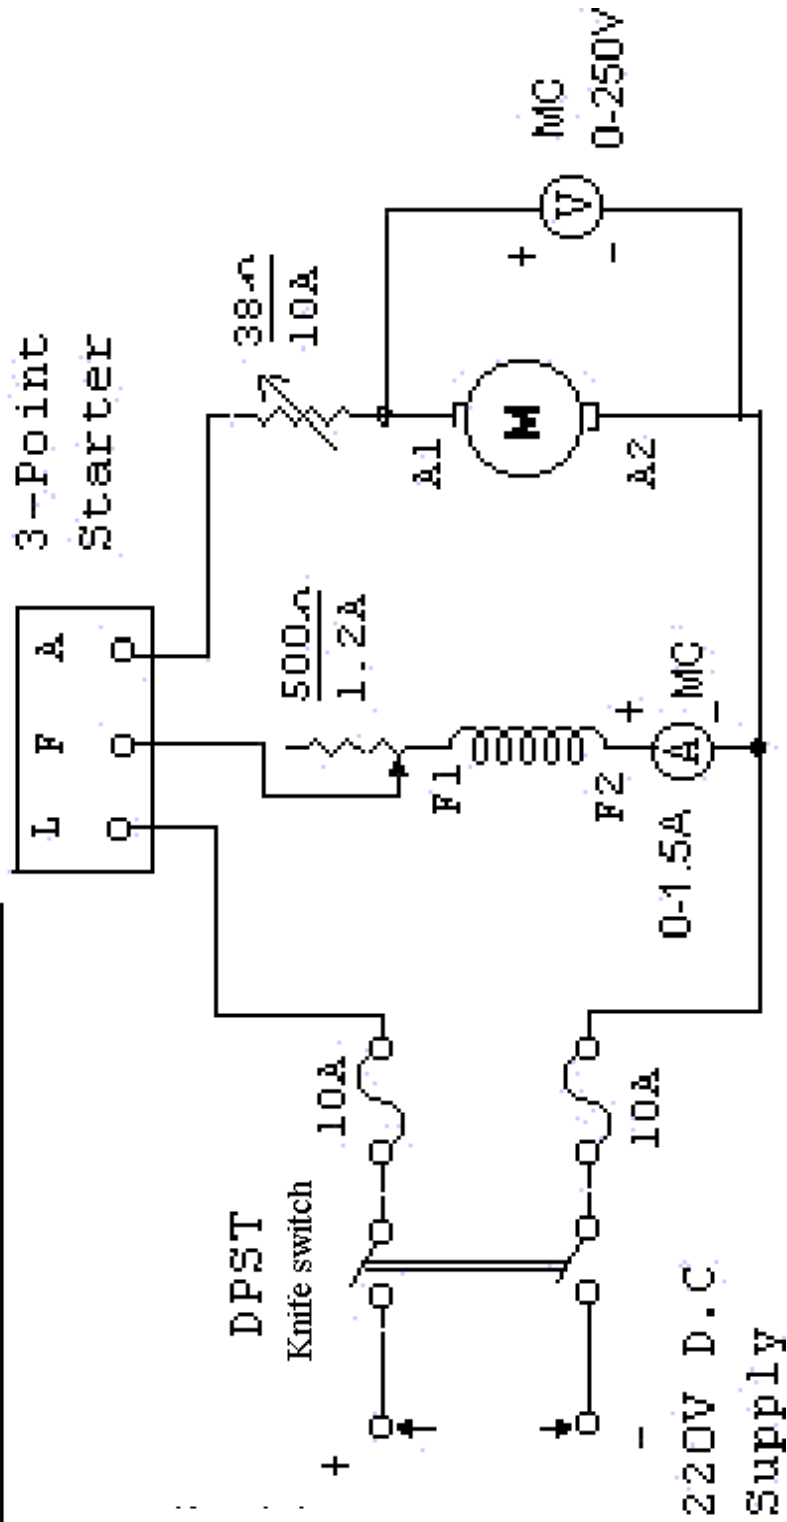 3-Point
Starter
L F A
38Ω
10A
500Ω
1.2A
MC
0-250V
+
V
-
A1
M
A2
F1
F2
+
A
-
MC
0-1.5A
10A
10A
DPST
Knife switch
+
-
220V D.C
Supply